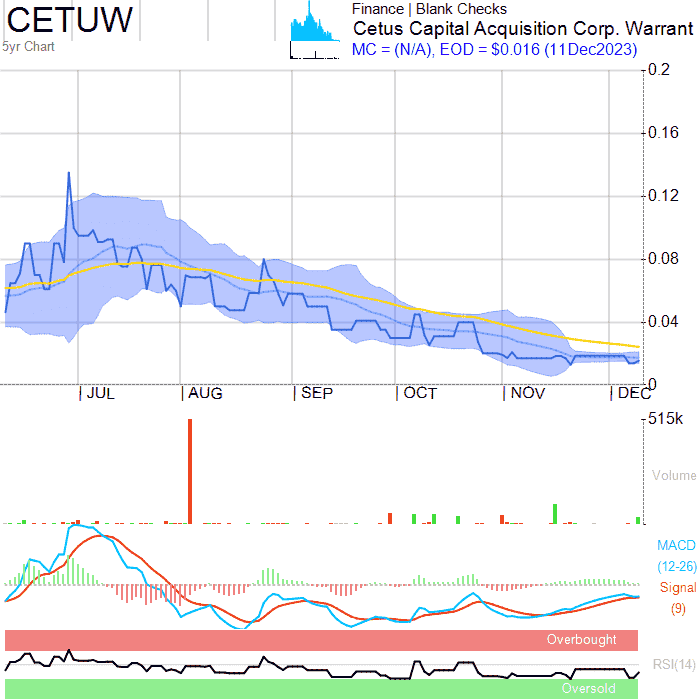 CETUW
Finance | Blank Checks
Cetus Capital Acquisition Corp. Warrant
5yr Chart
MC = (N/A), EOD = $0.016 (11Dec2023)
0.2
0.16
0.12
0.08
0.04
0
JUL AUG SEP OCT NOV DEC
515k
Volume
MACD
(12-26)
Signal
(9)
Overbought
RSI(14)
Oversold